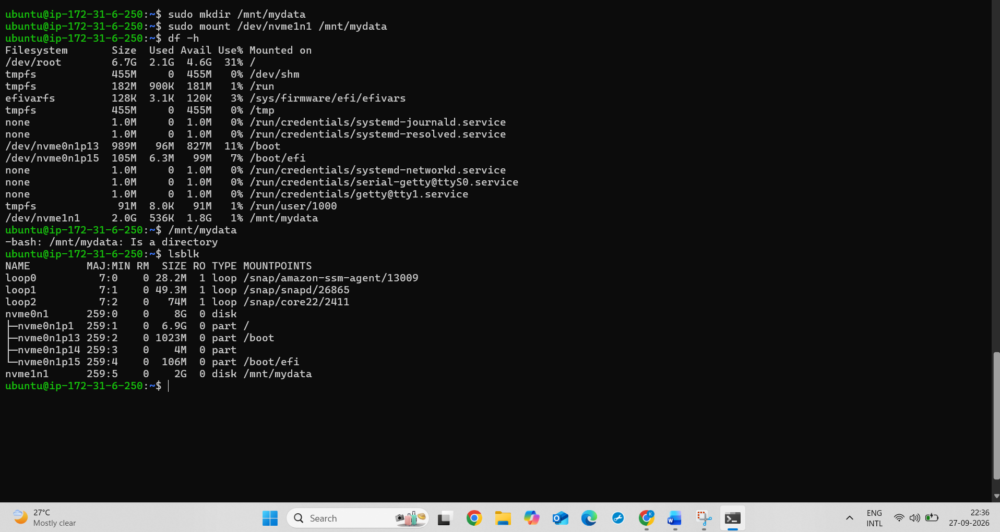 ubuntu@ip-172-31-6-250:~$ sudo mkdir /mnt/mydata
ubuntu@ip-172-31-6-250:~$ sudo mount /dev/nvme1n1 /mnt/mydata
ubuntu@ip-172-31-6-250:~$ df -h
Filesystem       Size  Used Avail Use% Mounted on
/dev/root        6.7G  2.1G  4.6G  31% /
tmpfs            455M     0  455M   0% /dev/shm
tmpfs            182M  900K  181M   1% /run
efivarfs         128K  3.1K  120K   3% /sys/firmware/efi/efivars
tmpfs            455M     0  455M   0% /tmp
none             1.0M     0  1.0M   0% /run/credentials/systemd-journald.service
none             1.0M     0  1.0M   0% /run/credentials/systemd-resolved.service
/dev/nvme0n1p13  989M   96M  827M  11% /boot
/dev/nvme0n1p15  105M  6.3M   99M   7% /boot/efi
none             1.0M     0  1.0M   0% /run/credentials/systemd-networkd.service
none             1.0M     0  1.0M   0% /run/credentials/serial-getty@ttyS0.service
none             1.0M     0  1.0M   0% /run/credentials/getty@tty1.service
tmpfs             91M  8.0K   91M   1% /run/user/1000
/dev/nvme1n1     2.0G  536K  1.8G   1% /mnt/mydata
ubuntu@ip-172-31-6-250:~$ /mnt/mydata
-bash: /mnt/mydata: Is a directory
ubuntu@ip-172-31-6-250:~$ lsblk
NAME         MAJ:MIN RM  SIZE RO TYPE MOUNTPOINTS
loop0          7:0    0 28.2M  1 loop /snap/amazon-ssm-agent/13009
loop1          7:1    0 49.3M  1 loop /snap/snapd/26865
loop2          7:2    0   74M  1 loop /snap/core22/2411
nvme0n1      259:0    0    8G  0 disk
├─nvme0n1p1  259:1    0  6.9G  0 part /
├─nvme0n1p13 259:2    0 1023M  0 part /boot
├─nvme0n1p14 259:3    0    4M  0 part
└─nvme0n1p15 259:4    0  106M  0 part /boot/efi
nvme1n1      259:5    0    2G  0 disk /mnt/mydata
ubuntu@ip-172-31-6-250:~$
27°C
Mostly clear
Search
ENG
INTL
22:36
27-09-2026